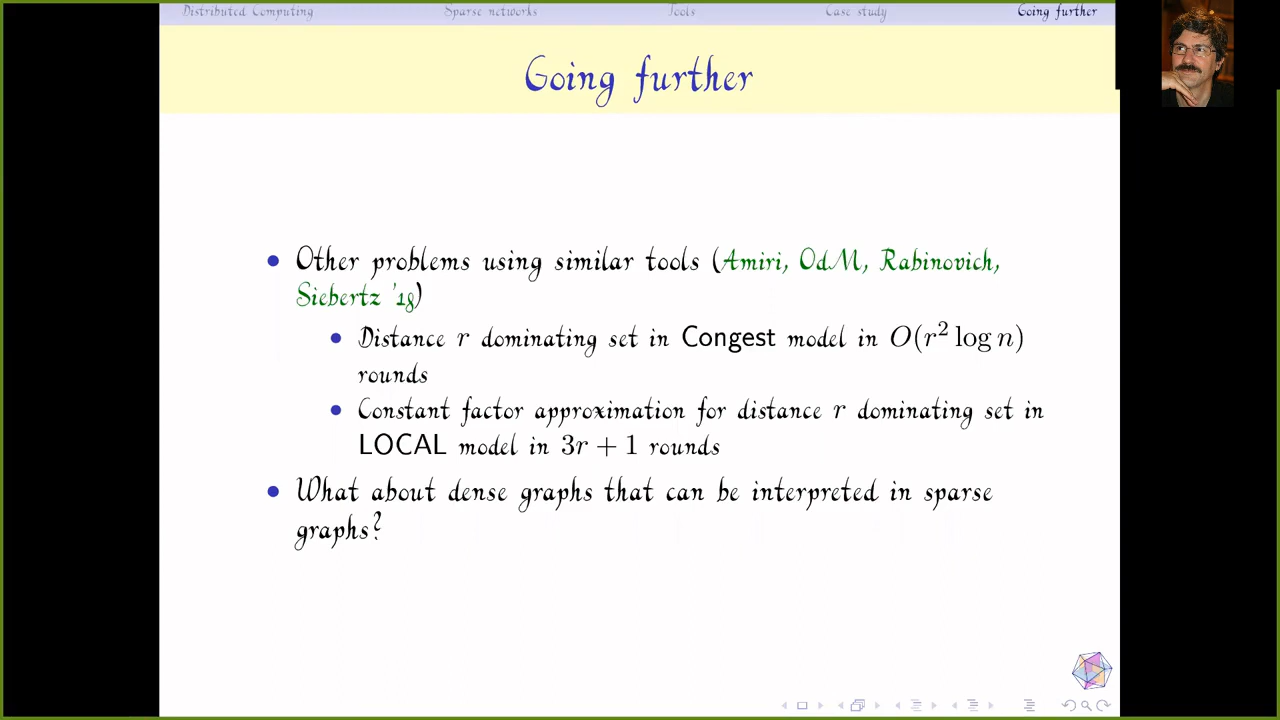 Distributed Computing Sparse networks Tools Case study Going further
Going further
• Other problems using similar tools (Amiri, OdM, Rabinovich,
Siebertz '18)
• Distance r dominating set in Congest model in O(r² log n)
rounds
• Constant factor approximation for distance r dominating set in
LOCAL model in 3r + 1 rounds
• What about dense graphs that can be interpreted in sparse
graphs?